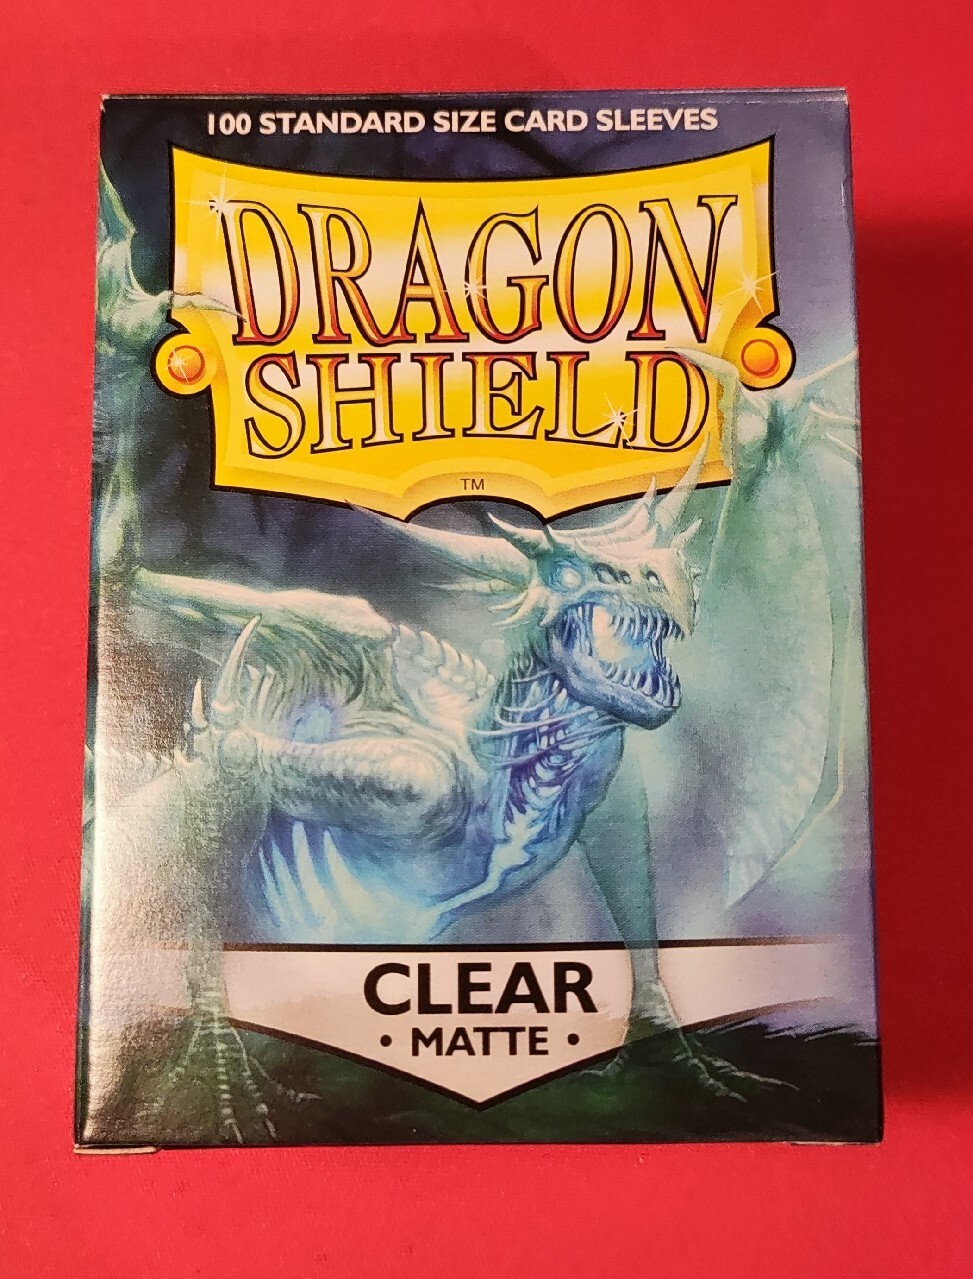 100 STANDARD SIZE CARD SLEEVES
DRAGON
SHIELD
TM
CLEAR
• MATTE •